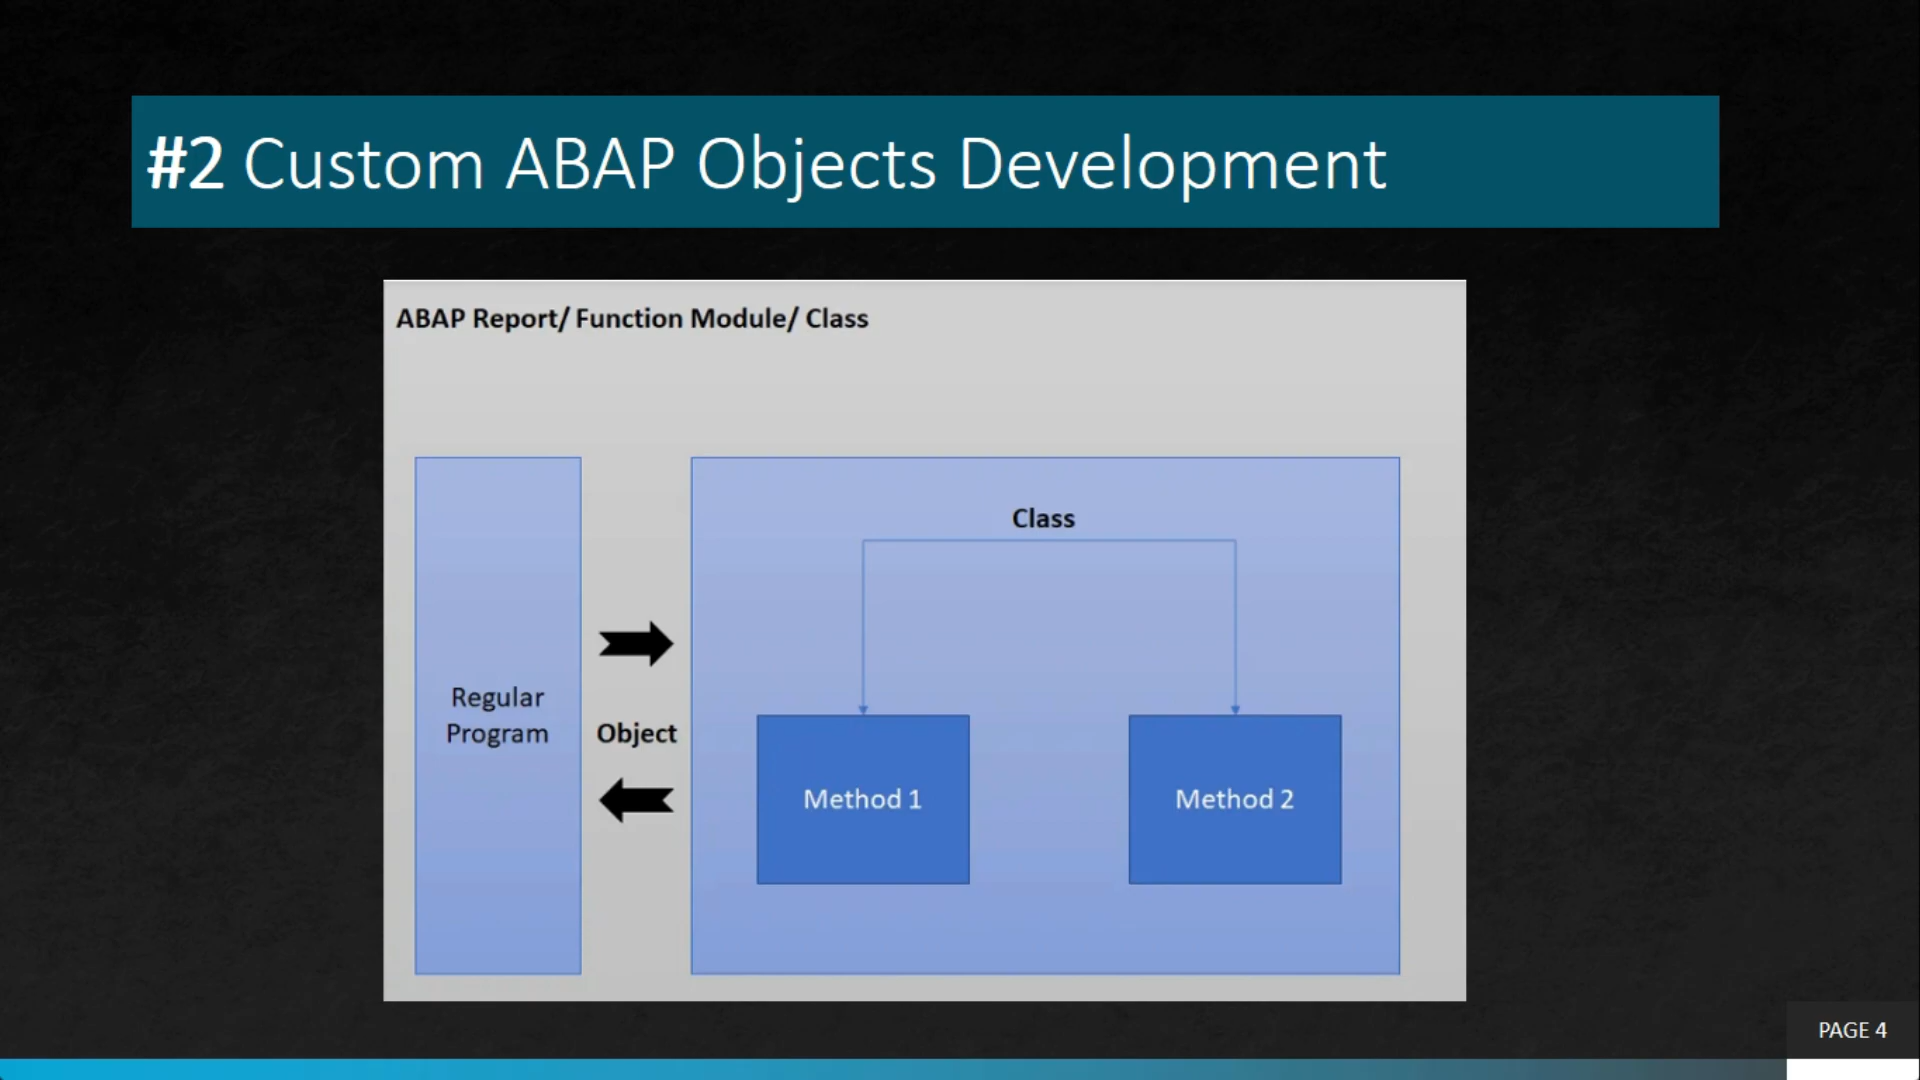 #2 Custom ABAP Objects Development
ABAP Report/ Function Module/ Class
Class
Regular
Program
Object
Method 1
Method 2
PAGE 4